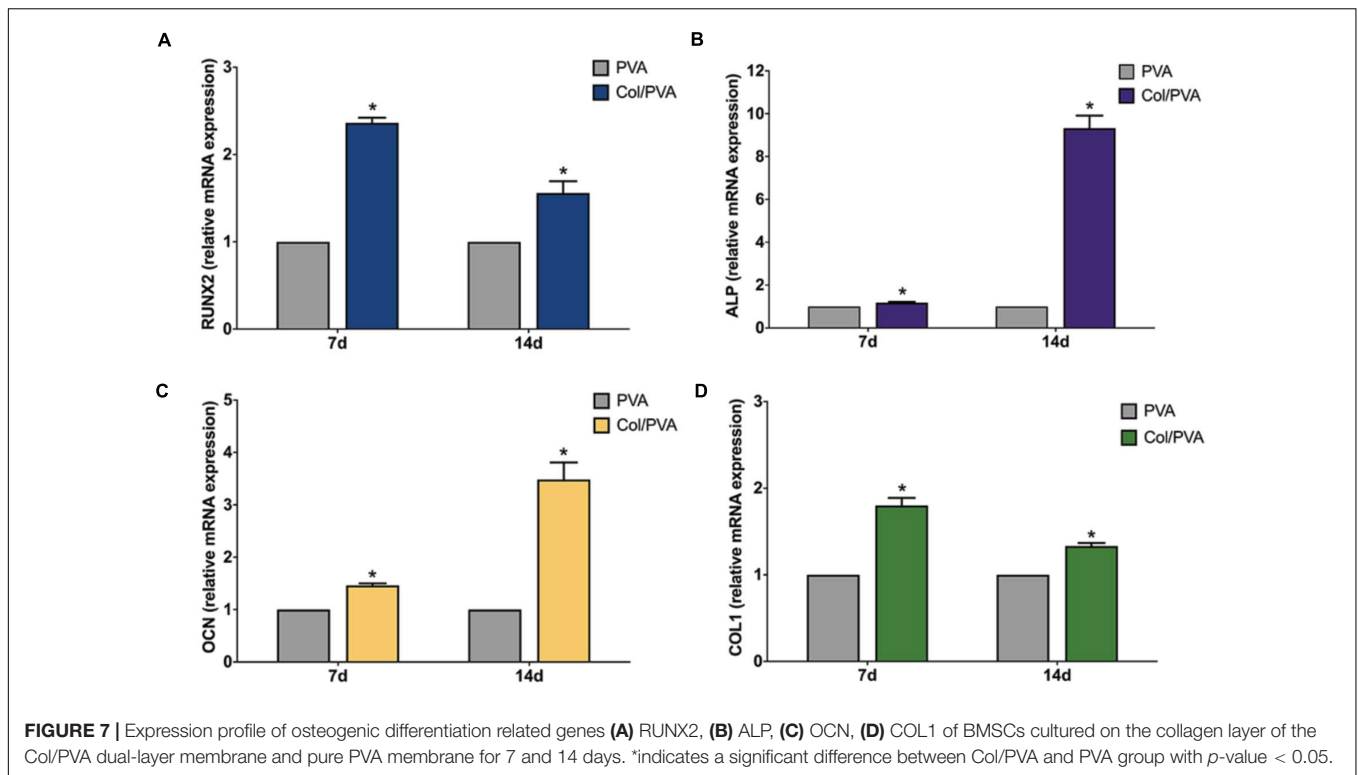 A
RUNX2 (relative mRNA expression)
3
2
1
0
7d
14d
PVA
Col/PVA
*
*
B
ALP (relative mRNA expression)
12
10
8
6
4
2
0
7d
14d
PVA
Col/PVA
*
*
C
OCN (relative mRNA expression)
5
4
3
2
1
0
7d
14d
PVA
Col/PVA
*
*
D
COL1 (relative mRNA expression)
3
2
1
0
7d
14d
PVA
Col/PVA
*
*
FIGURE 7 | Expression profile of osteogenic differentiation related genes (A) RUNX2, (B) ALP, (C) OCN, (D) COL1 of BMSCs cultured on the collagen layer of the
Col/PVA dual-layer membrane and pure PVA membrane for 7 and 14 days. *indicates a significant difference between Col/PVA and PVA group with p-value < 0.05.